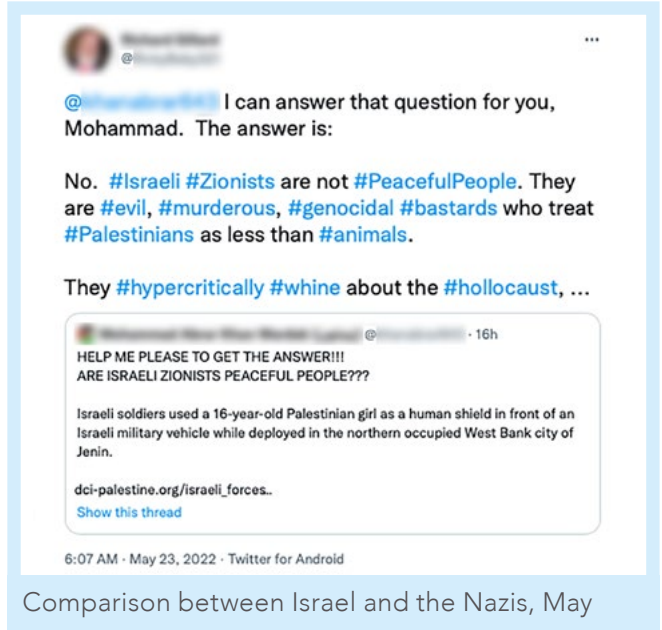 @
@ I can answer that question for you,
Mohammad. The answer is:
No. #Israeli #Zionists are not #PeacefulPeople. They
are #evil, #murderous, #genocidal #bastards who treat
#Palestinians as less than #animals.
They #hypercritically #whine about the #hollocaust, ...
@ · 16h
HELP ME PLEASE TO GET THE ANSWER!!!
ARE ISRAELI ZIONISTS PEACEFUL PEOPLE???
Israeli soldiers used a 16-year-old Palestinian girl as a human shield in front of an
Israeli military vehicle while deployed in the northern occupied West Bank city of
Jenin.
dci-palestine.org/israeli_forces..
Show this thread
6:07 AM · May 23, 2022 · Twitter for Android
Comparison between Israel and the Nazis, May